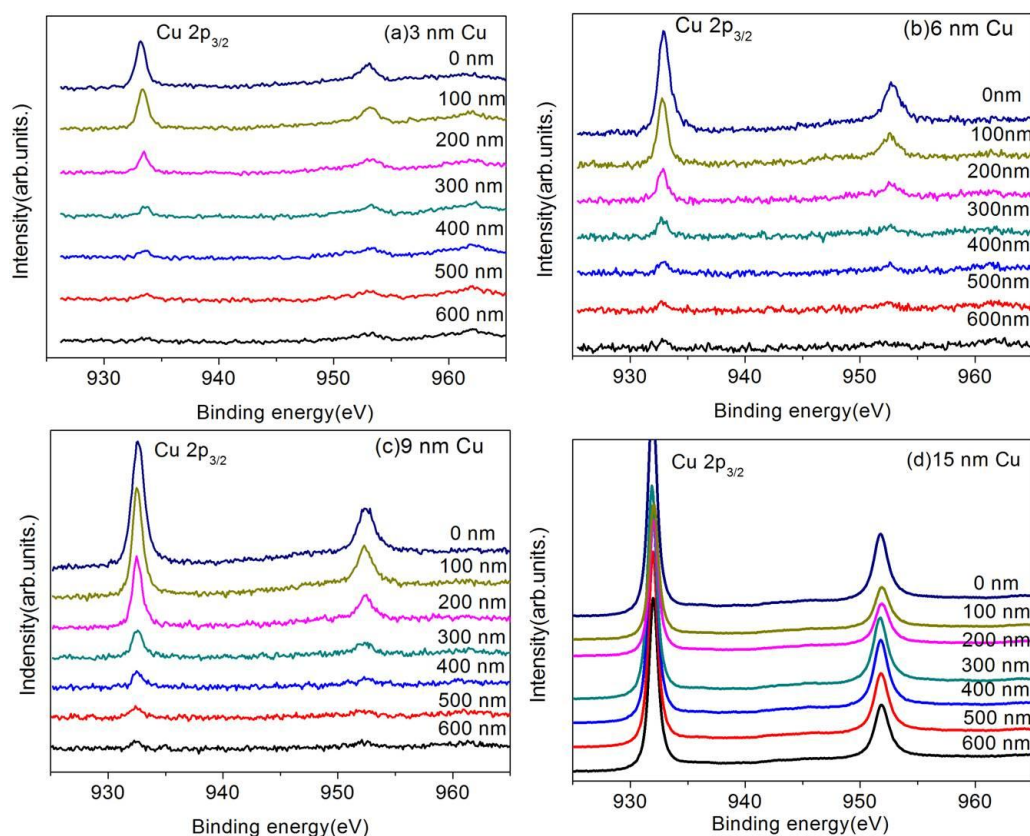 Cu 2p3/2
(a)3 nm Cu
0 nm
100 nm
200 nm
300 nm
400 nm
500 nm
600 nm
Intensity(arb.units.)
930 940 950 960
Binding energy(eV)
Cu 2p3/2
(b)6 nm Cu
0nm
100nm
200nm
300nm
400nm
500nm
600nm
Intensity(arb.units.)
930 940 950 960
Binding energy(eV)
Cu 2p3/2
(c)9 nm Cu
0 nm
100 nm
200 nm
300 nm
400 nm
500 nm
600 nm
Indensity(arb.units.)
930 940 950 960
Binding energy(eV)
Cu 2p3/2
(d)15 nm Cu
0 nm
100 nm
200 nm
300 nm
400 nm
500 nm
600 nm
Intensity(arb.units.)
930 940 950 960
Binding energy(eV)